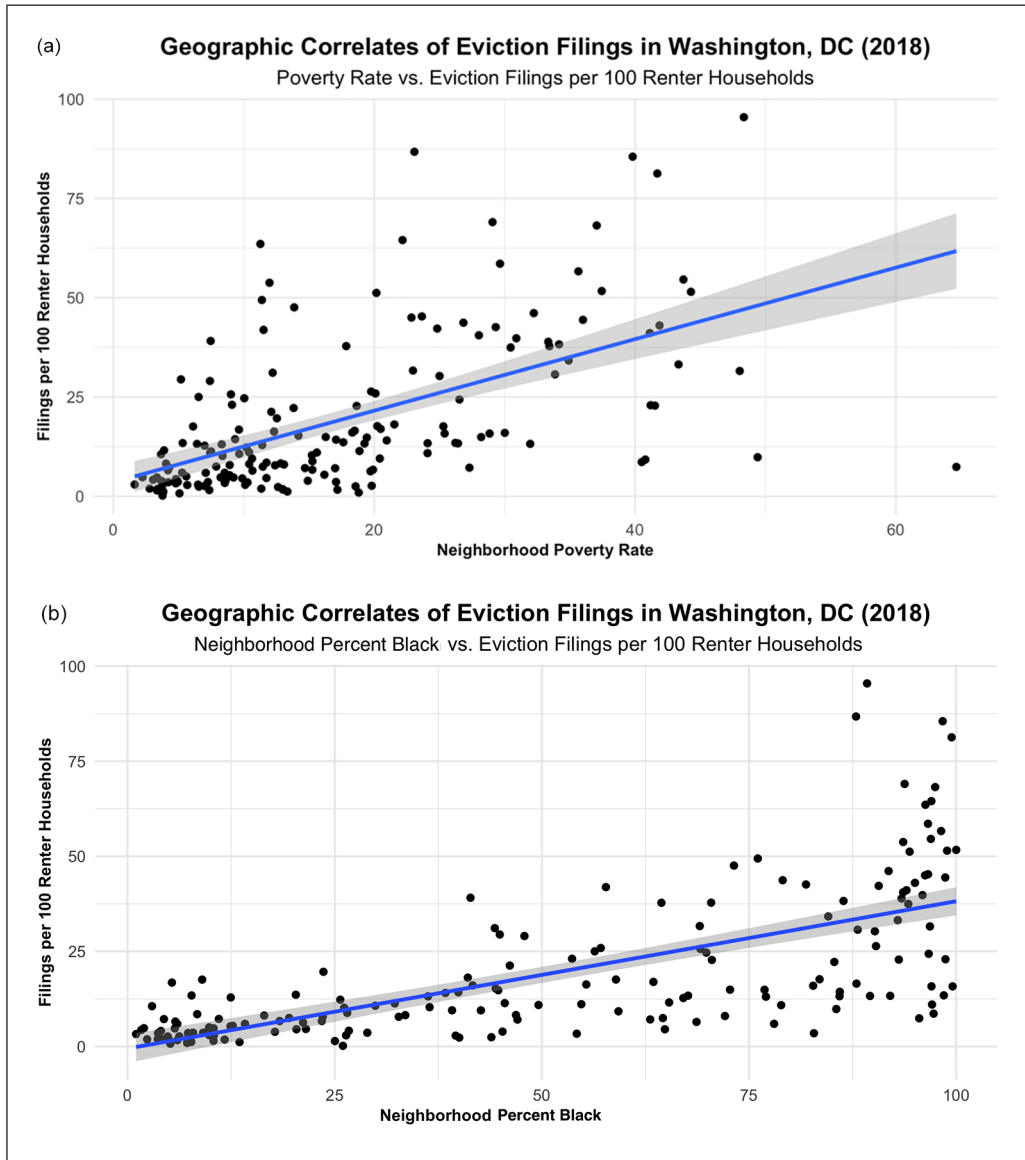 (a)
Geographic Correlates of Eviction Filings in Washington, DC (2018)
Poverty Rate vs. Eviction Filings per 100 Renter Households
Filings per 100 Renter Households
100
75
50
25
0
0 20 40 60
Neighborhood Poverty Rate
(b)
Geographic Correlates of Eviction Filings in Washington, DC (2018)
Neighborhood Percent Black vs. Eviction Filings per 100 Renter Households
Filings per 100 Renter Households
100
75
50
25
0
0 25 50 75 100
Neighborhood Percent Black